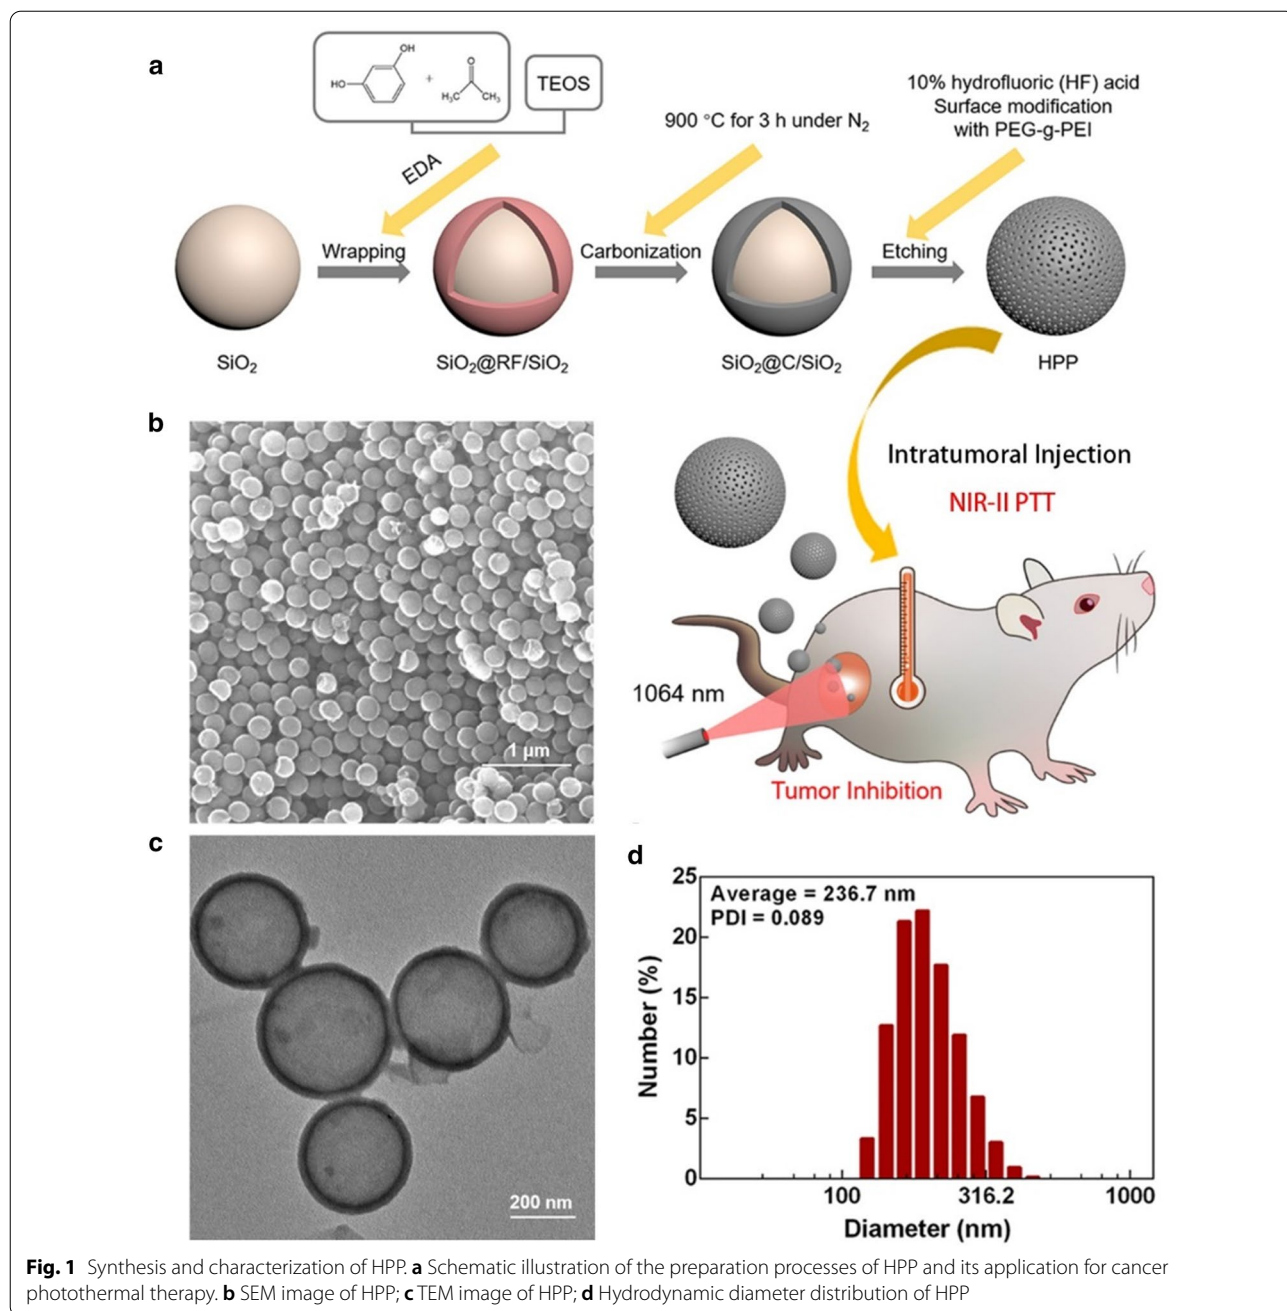 a
OH
HO
+
O
H₃C
CH₃
TEOS
EDA
900 °C for 3 h under N₂
10% hydrofluoric (HF) acid
Surface modification
with PEG-g-PEI
Wrapping
Carbonization
Etching
SiO₂
SiO₂@RF/SiO₂
SiO₂@C/SiO₂
HPP
b
1 µm
Intratumoral Injection
NIR-II PTT
1064 nm
Tumor Inhibition
c
200 nm
d
Average = 236.7 nm
PDI = 0.089
25
20
15
10
5
0
Number (%)
100
316.2
1000
Diameter (nm)
Fig. 1 Synthesis and characterization of HPP. a Schematic illustration of the preparation processes of HPP and its application for cancer
photothermal therapy. b SEM image of HPP; c TEM image of HPP; d Hydrodynamic diameter distribution of HPP